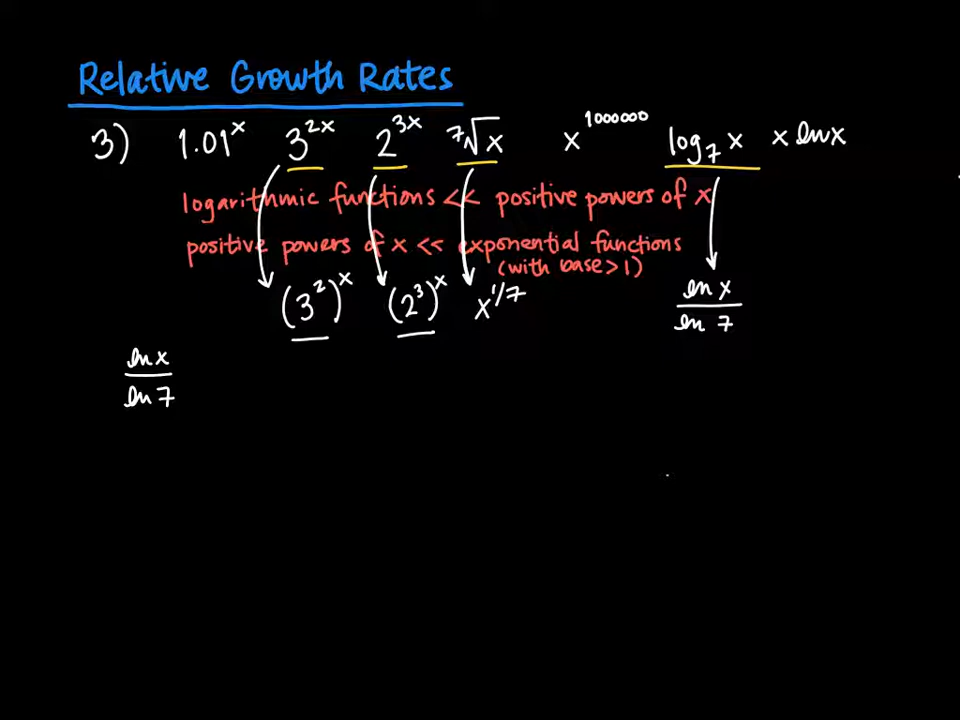 Relative Growth Rates
3) 1.01^x 3^{2x} 2^{3x} ⁷√x x^{1000000} log₇ x x ln x
logarithmic functions << positive powers of x
positive powers of x << exponential functions
(with base > 1)
(3²)^x (2³)^x x^{1/7} ln x / ln 7
ln x / ln 7